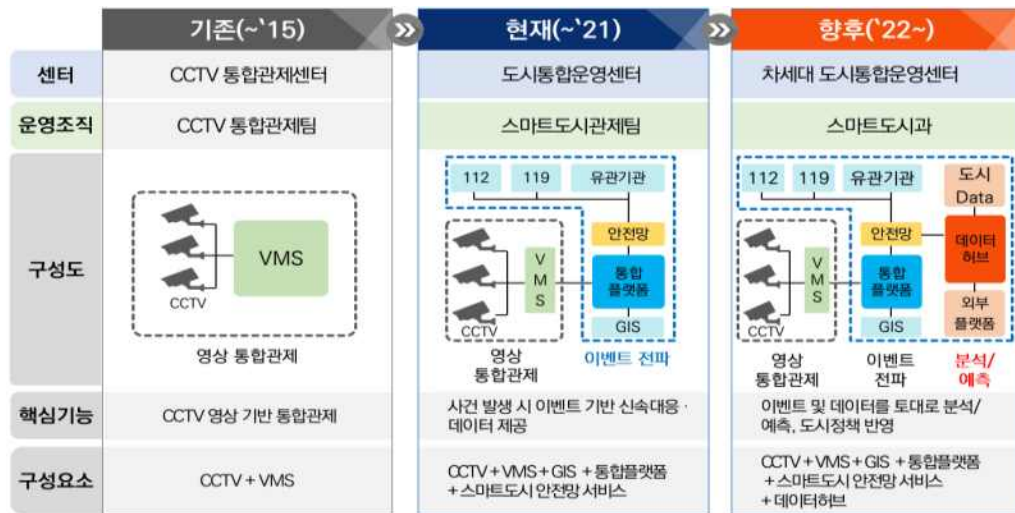 기존(~`15)
현재(~`21)
향후(`22~)
센터
CCTV 통합관제센터
도시통합운영센터
차세대 도시통합운영센터
운영조직
CCTV 통합관제팀
스마트도시관제팀
스마트도시과
구성도
CCTV
VMS
영상 통합관제
112
119
유관기관
안전망
CCTV
V
M
S
통합
플랫폼
GIS
영상
통합관제
이벤트 전파
112
119
유관기관
도시
Data
안전망
데이터
허브
CCTV
V
M
S
통합
플랫폼
GIS
외부
플랫폼
영상
통합관제
이벤트
전파
분석/
예측
핵심기능
CCTV 영상 기반 통합관제
사건 발생 시 이벤트 기반 신속대응 ·
데이터 제공
이벤트 및 데이터를 토대로 분석/
예측, 도시정책 반영
구성요소
CCTV + VMS
CCTV + VMS + GIS + 통합플랫폼
+ 스마트도시 안전망 서비스
CCTV + VMS + GIS + 통합플랫폼
+ 스마트도시 안전망 서비스
+ 데이터허브